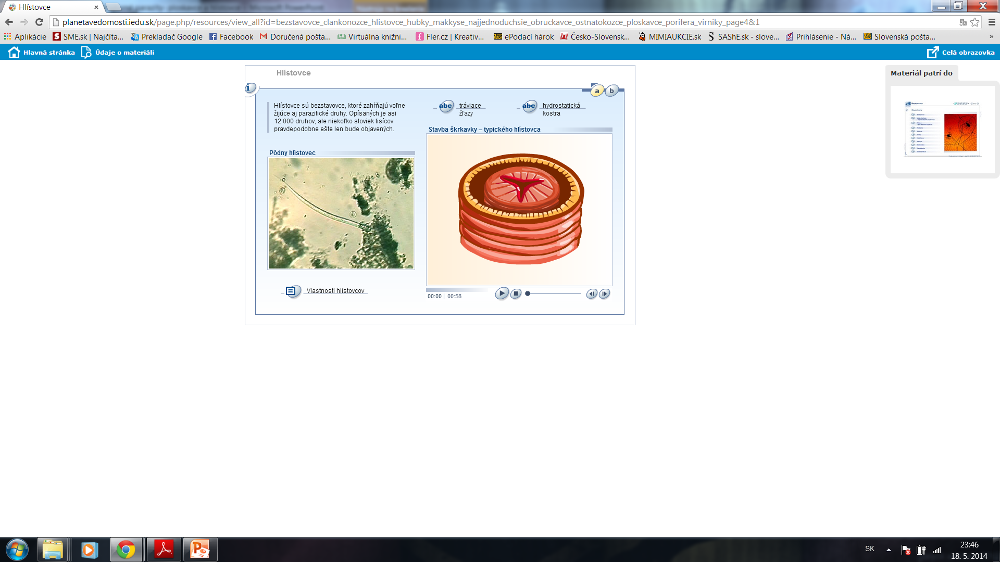 Hlístovce
planetavedomosti.iedu.sk/page.php/resources/view_all?id=bezstavovce_clankonozce_hlistovce_hubky_makkyse_najjednoduchsie_obruckavce_ostnatokozce_ploskavce_porifera_virniky_page4&1
Aplikácie SME.sk | Najčíta... Prekladač Google Facebook Doručená pošta... Virtuálna knižni... Fler.cz | Kreativ... ePodací hárok Česko-Slovensk... MIMIAUKCIE.sk SAShE.sk - slove... Prihlásenie - Ná... Slovenská pošta... »
Hlavná stránka Údaje o materiáli Celá obrazovka
Hlístovce
Materiál patrí do
a b
Hlístovce sú bezstavovce, ktoré zahŕňajú voľne
žijúce aj parazitické druhy. Opísaných je asi
12 000 druhov, ale niekoľko stoviek tisícov
pravdepodobne ešte len bude objavených.
abc tráviace
žľazy
abc hydrostatická
kostra
Stavba škrkavky – typického hlístovca
Pôdny hlístovec
Vlastnosti hlístovcov
00:00 | 00:58
SK
23:46
18. 5. 2014